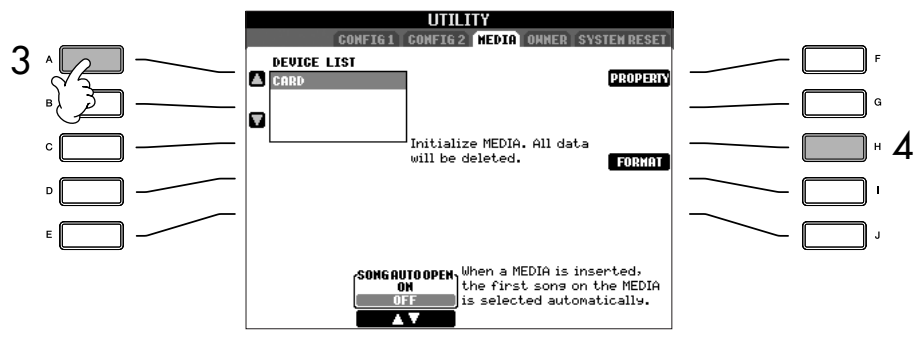 UTILITY
CONFIG 1 CONFIG 2 MEDIA OWNER SYSTEM RESET
3
A
B
C
D
E
DEVICE LIST
CARD
PROPERTY
Initialize MEDIA. All data
will be deleted.
FORMAT
SONG AUTO OPEN
ON
OFF
When a MEDIA is inserted,
the first song on the MEDIA
is selected automatically.
F
G
H
4
I
J